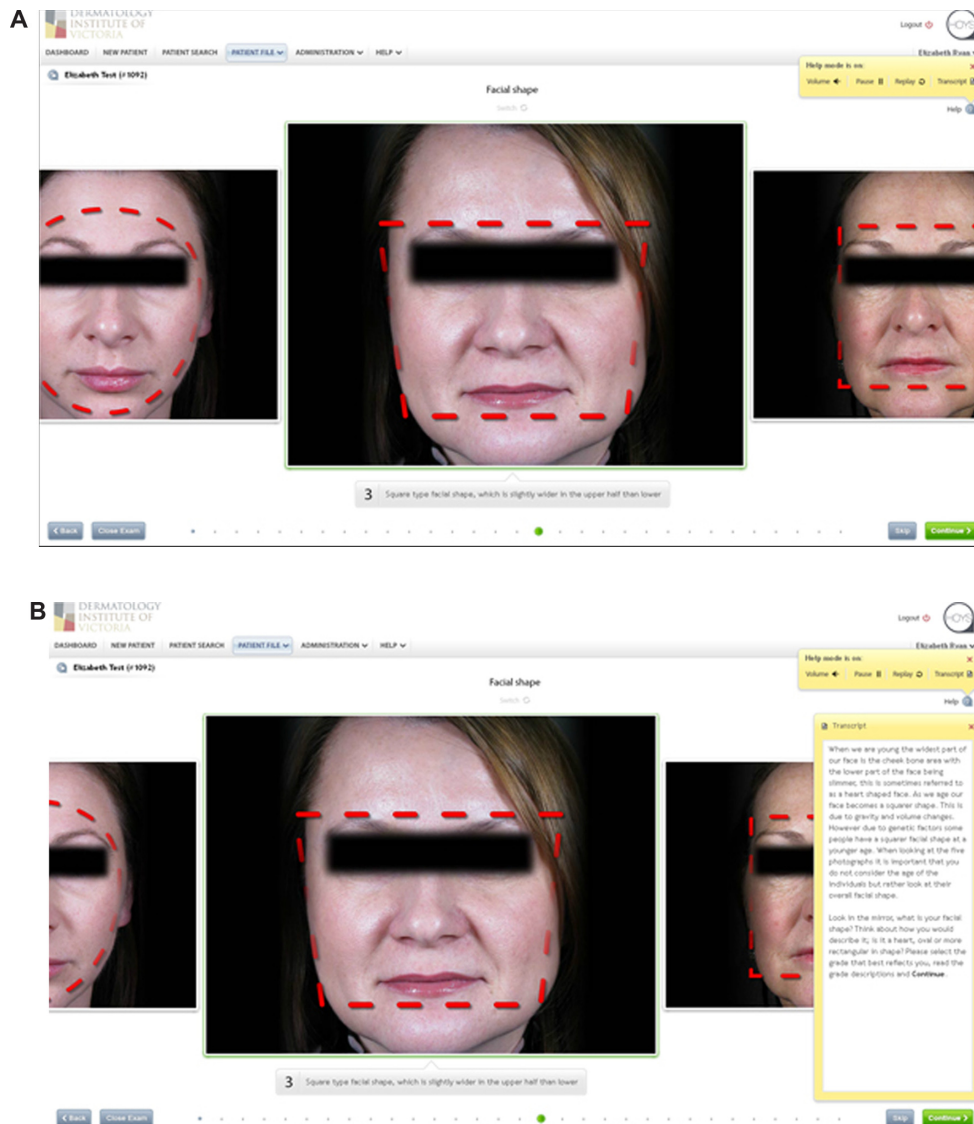 A
DERMATOLOGY
INSTITUTE OF
VICTORIA
Logout
HOYS
DASHBOARD NEW PATIENT PATIENT SEARCH PATIENT FILE ADMINISTRATION HELP
Elizabeth Ryan
Elizabeth Test (#1092)
Help mode is on:
Volume Pause Replay Transcript
Help
Facial shape
Switch
3 Square type facial shape, which is slightly wider in the upper half than lower
Back Close Exam Skip Continue
B
DERMATOLOGY
INSTITUTE OF
VICTORIA
Logout
HOYS
DASHBOARD NEW PATIENT PATIENT SEARCH PATIENT FILE ADMINISTRATION HELP
Elizabeth Ryan
Elizabeth Test (#1092)
Help mode is on:
Volume Pause Replay Transcript
Help
Facial shape
Switch
Transcript
When we are young the widest part of
our face is the cheek bone area with
the lower part of the face being
slimmer, this is sometimes referred to
as a heart shaped face. As we age our
face becomes a squarer shape. This is
due to gravity and volume changes.
However due to genetic factors some
people have a squarer facial shape at a
younger age. When looking at the five
photographs it is important that you
do not consider the age of the
individuals but rather look at their
overall facial shape.
Look in the mirror, what is your facial
shape? Think about how you would
describe it; is it a heart, oval or more
rectangular in shape? Please select the
grade that best reflects you, read the
grade descriptions and Continue.
3 Square type facial shape, which is slightly wider in the upper half than lower
Back Close Exam Skip Continue